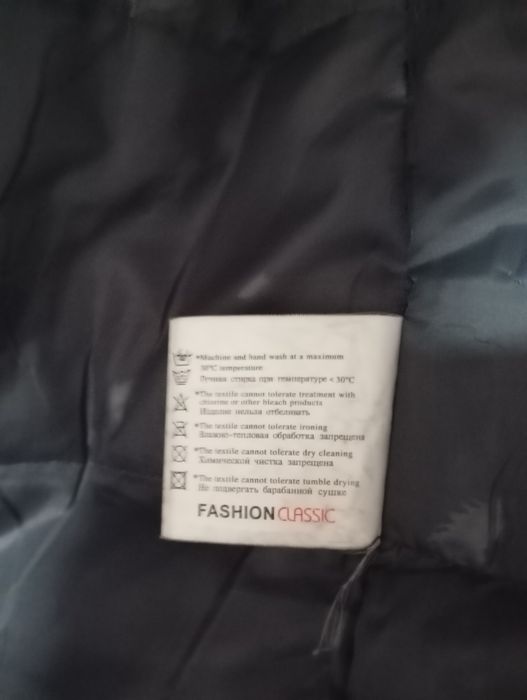 *Machine and hand wash at a maximum
30°C temperature
Ручная стирка при температуре < 30°C
*The textile cannot tolerate treatment with
chlorine or other bleach products
Изделие нельзя отбеливать
*The textile cannot tolerate ironing
Влажно-тепловая обработка запрещена
*The textile cannot tolerate dry cleaning
Химической чистка запрещена
*The textile cannot tolerate tumble drying
Не подвергать барабанной сушке
FASHION CLASSIC